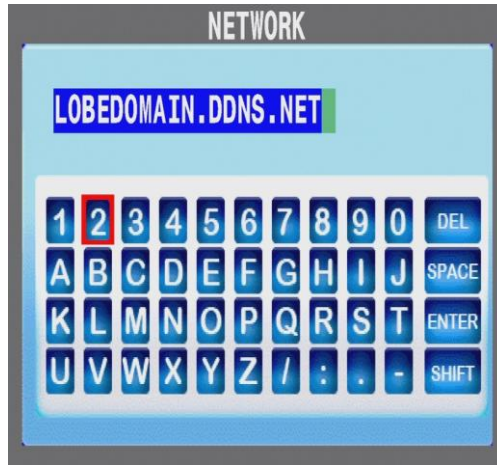 NETWORK
LOBEDOMAIN.DDNS.NET
1 2 3 4 5 6 7 8 9 0 DEL
A B C D E F G H I J SPACE
K L M N O P Q R S T ENTER
U V W X Y Z / : . - SHIFT